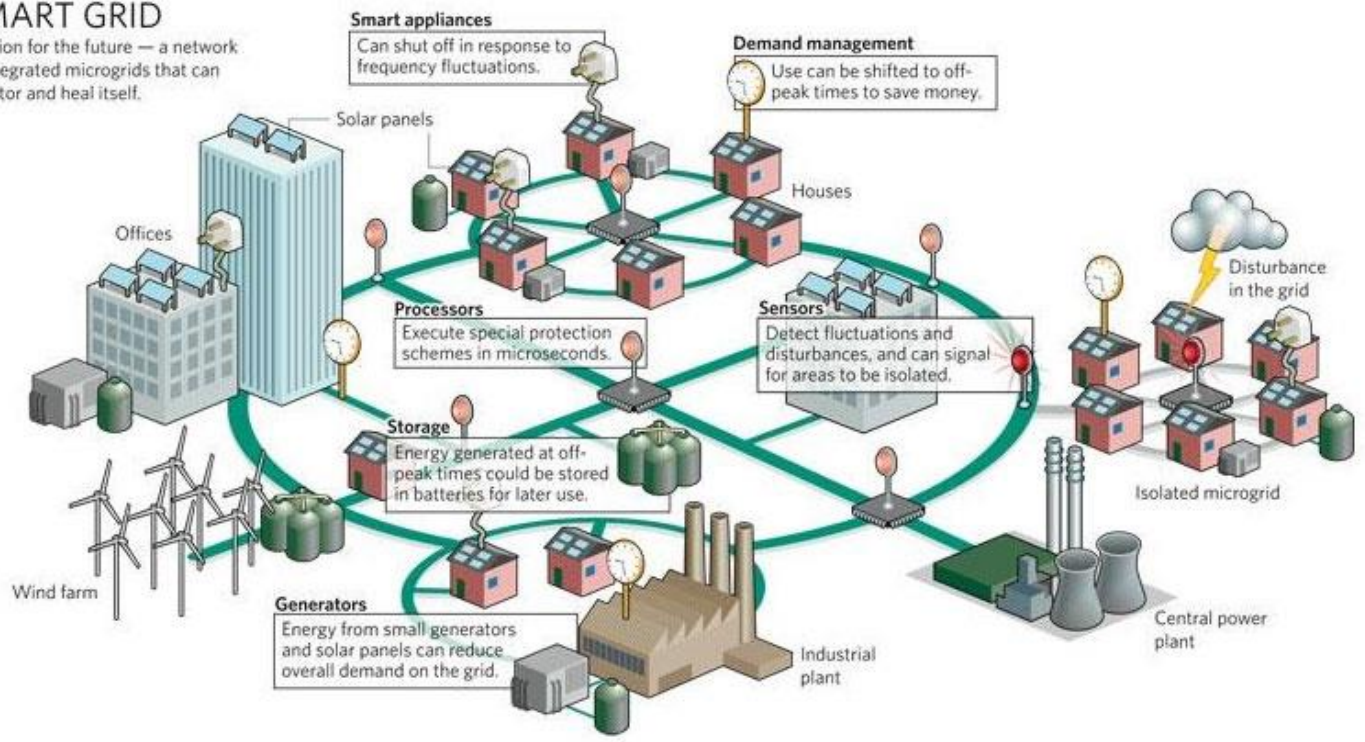 MART GRID
ion for the future — a network
egrated microgrids that can
tor and heal itself.
Smart appliances
Can shut off in response to
frequency fluctuations.
Demand management
Use can be shifted to off-
peak times to save money.
Solar panels
Houses
Offices
Disturbance
in the grid
Processors
Execute special protection
schemes in microseconds.
Sensors
Detect fluctuations and
disturbances, and can signal
for areas to be isolated.
Storage
Energy generated at off-
peak times could be stored
in batteries for later use.
Isolated microgrid
Wind farm
Generators
Energy from small generators
and solar panels can reduce
overall demand on the grid.
Industrial
plant
Central power
plant